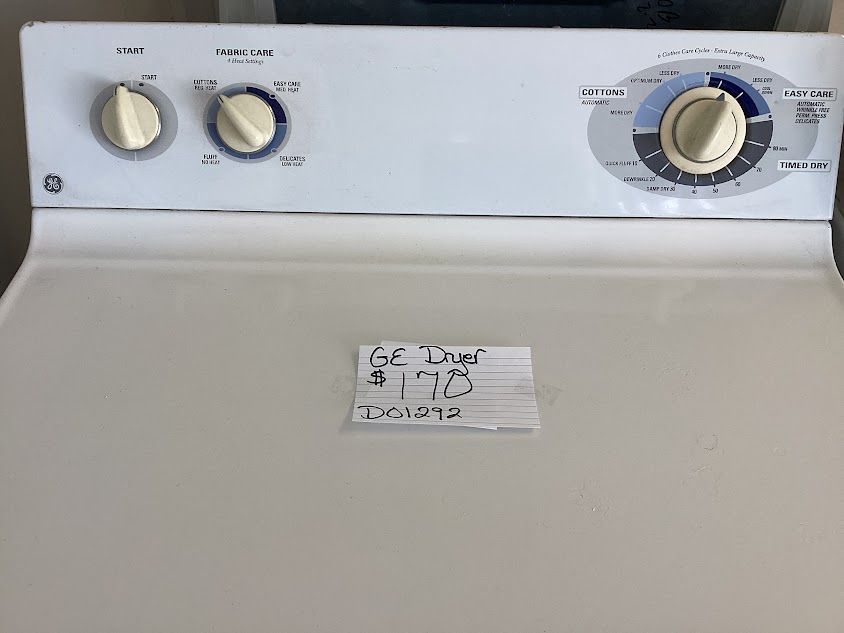 START
START
FABRIC CARE
4 Heat Settings
COTTONS
REG. HEAT
EASY CARE
MED. HEAT
FLUFF
NO HEAT
DELICATES
LOW HEAT
GE
6 Clothes Care Cycles - Extra Large Capacity
COTTONS
AUTOMATIC
MORE DRY
OPTIMUM DRY
LESS DRY
MORE DRY
LESS DRY
COOL DOWN
EASY CARE
AUTOMATIC
WRINKLE FREE
PERM. PRESS
DELICATES
80 MIN
TIMED DRY
70
60
50
40
DAMP DRY 30
DEWRINKLE 20
QUICK FLUFF 10
GE Dryer
$170
D01292